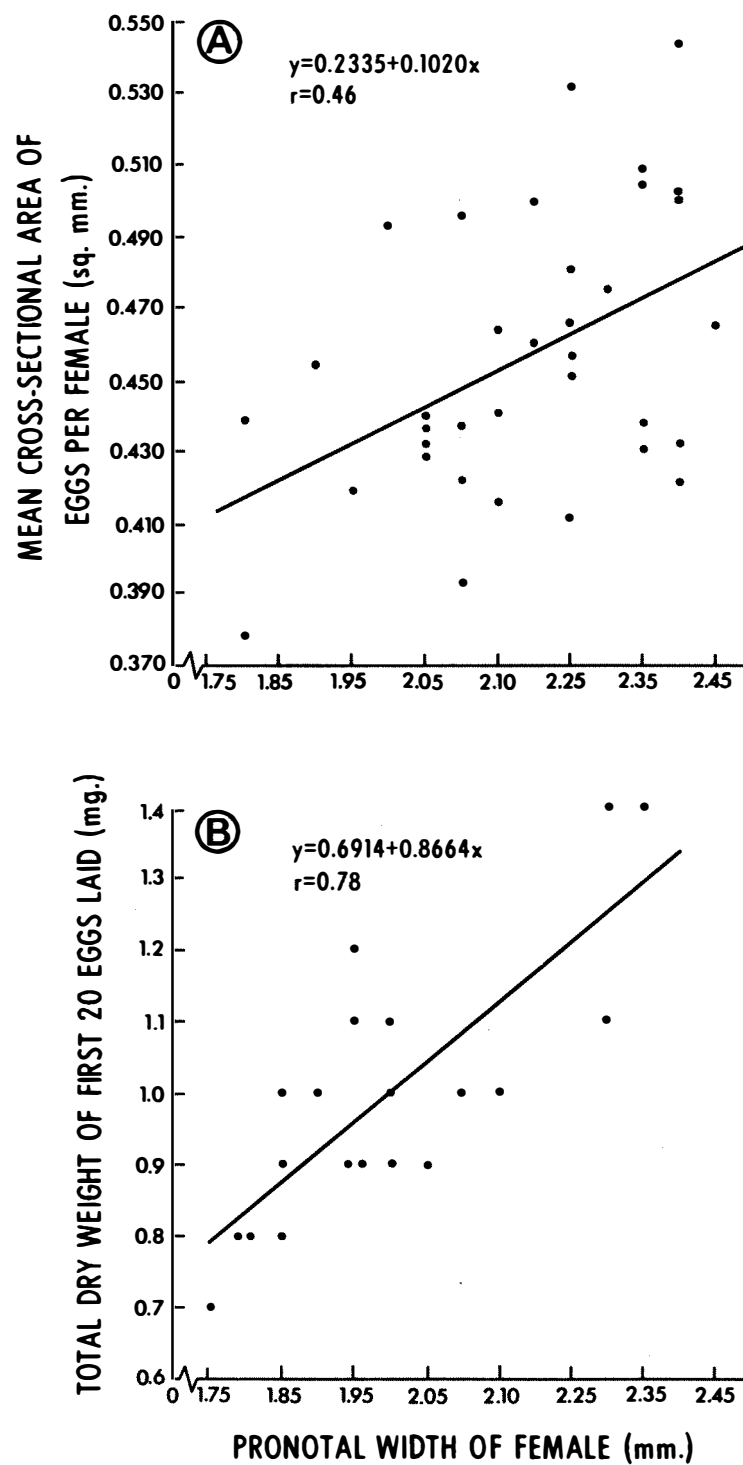 A
y=0.2335+0.1020x
r=0.46
MEAN CROSS-SECTIONAL AREA OF
EGGS PER FEMALE (sq. mm.)
0.550
0.530
0.510
0.490
0.470
0.450
0.430
0.410
0.390
0.370
0 1.75 1.85 1.95 2.05 2.10 2.25 2.35 2.45
B
y=0.6914+0.8664x
r=0.78
TOTAL DRY WEIGHT OF FIRST 20 EGGS LAID (mg.)
1.4
1.3
1.2
1.1
1.0
0.9
0.8
0.7
0.6
0 1.75 1.85 1.95 2.05 2.10 2.25 2.35 2.45
PRONOTAL WIDTH OF FEMALE (mm.)